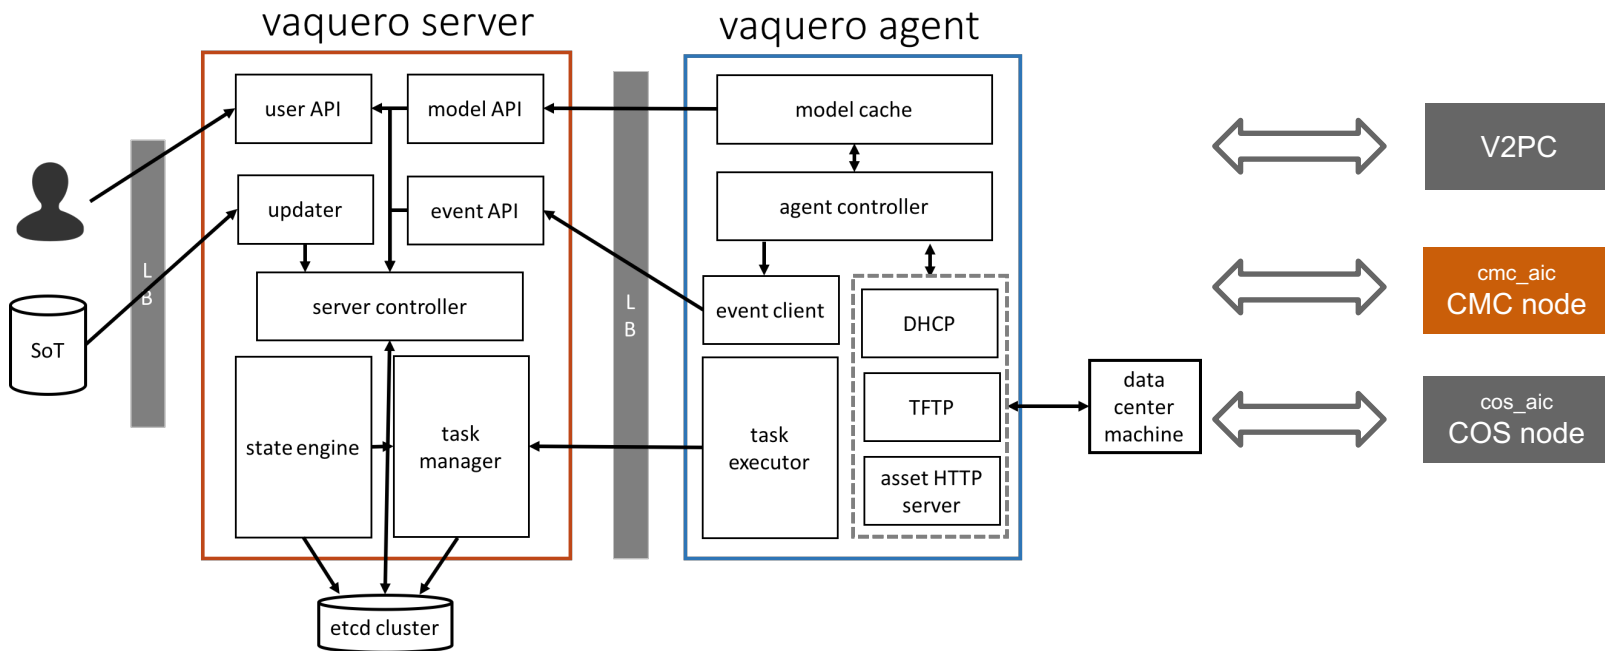 vaquero server
vaquero agent
user API
model API
model cache
V2PC
updater
event API
agent controller
L
B
server controller
event client
L
B
DHCP
cmc_aic
CMC node
SoT
state engine
task
manager
task
executor
TFTP
asset HTTP
server
data
center
machine
cos_aic
COS node
etcd cluster